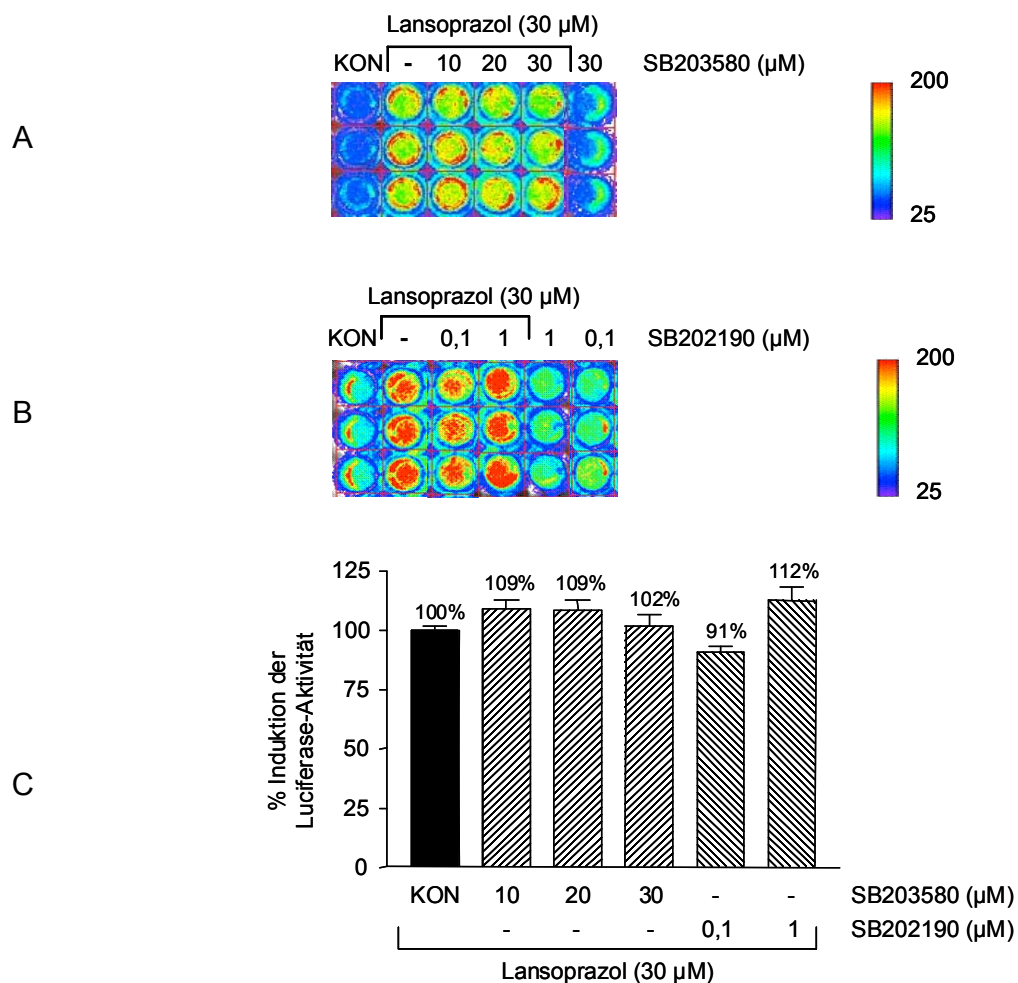 Lansoprazol (30 µM)
KON - 10 20 30 30 SB203580 (µM)
A
200
25
Lansoprazol (30 µM)
KON - 0,1 1 1 0,1 SB202190 (µM)
B
200
25
C
% Induktion der
Luciferase-Aktivität
125
100
75
50
25
0
100%
109%
109%
102%
91%
112%
KON 10 20 30 - - SB203580 (µM)
- - - 0,1 1 SB202190 (µM)
Lansoprazol (30 µM)